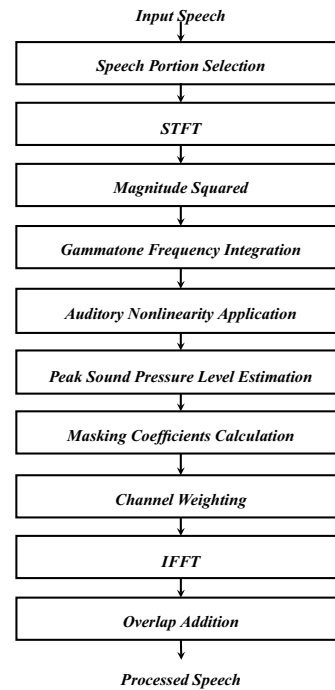 Input Speech
Speech Portion Selection
STFT
Magnitude Squared
Gammatone Frequency Integration
Auditory Nonlinearity Application
Peak Sound Pressure Level Estimation
Masking Coefficients Calculation
Channel Weighting
IFFT
Overlap Addition
Processed Speech